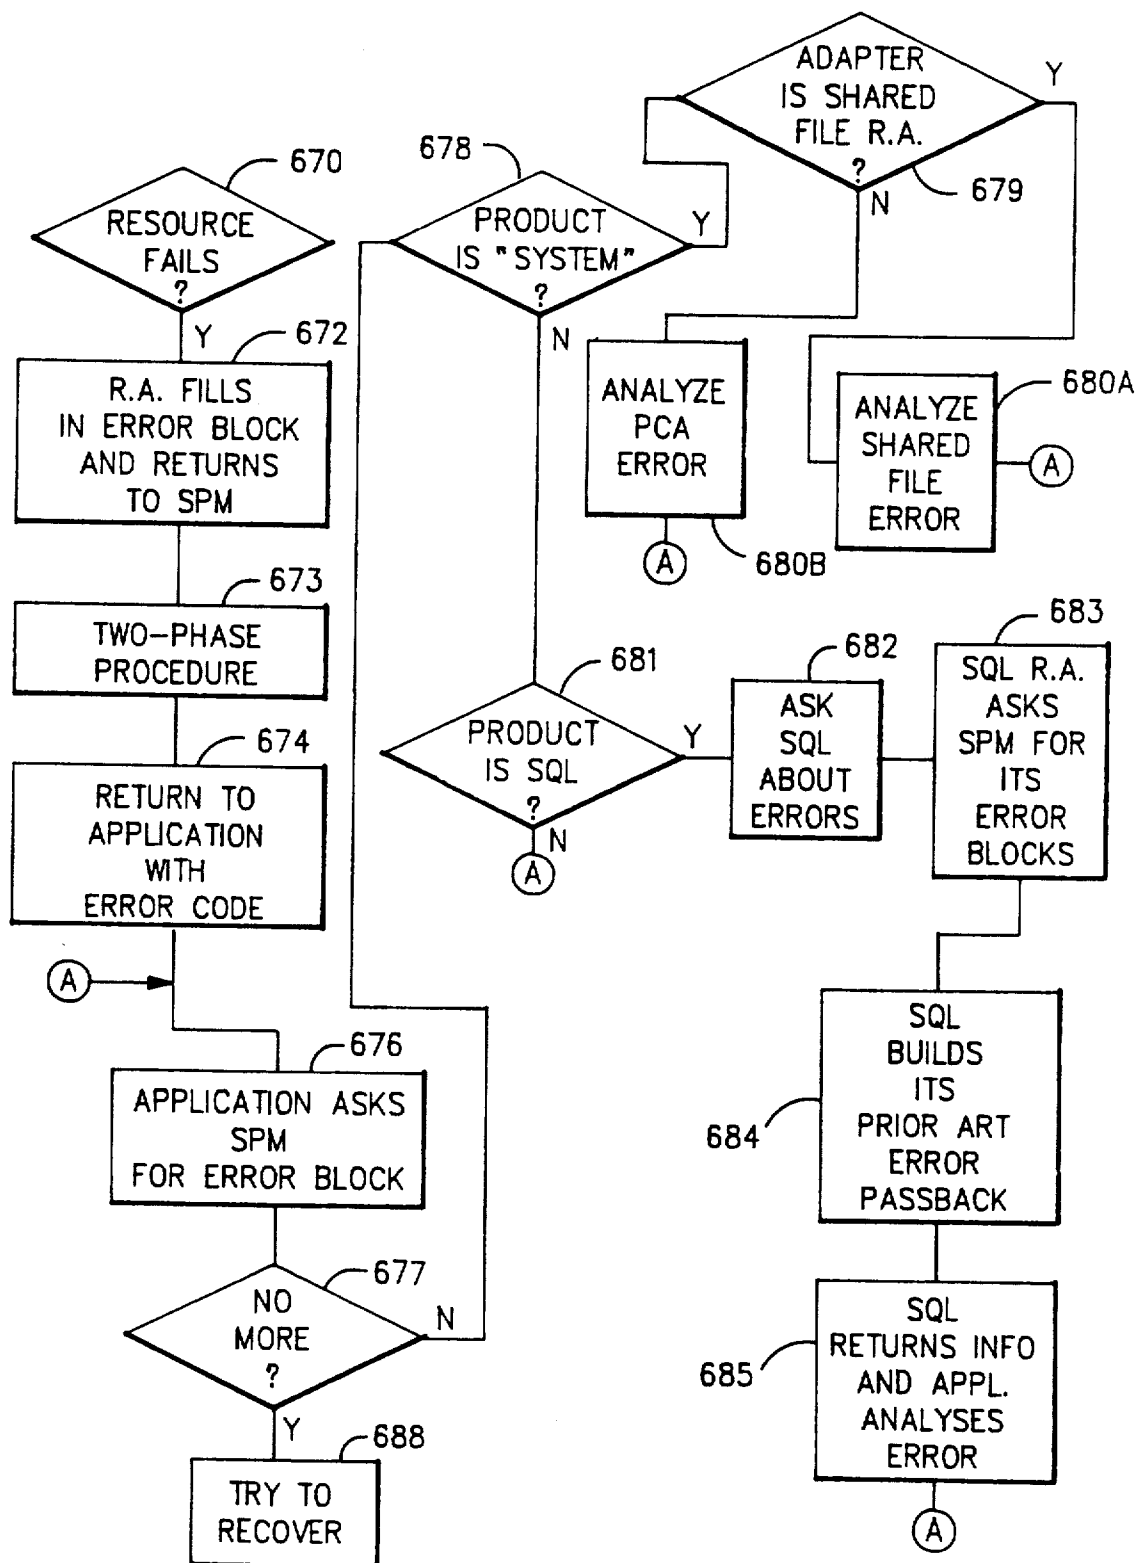 670
RESOURCE
FAILS
?
Y
672
R.A. FILLS
IN ERROR BLOCK
AND RETURNS
TO SPM
673
TWO-PHASE
PROCEDURE
674
RETURN TO
APPLICATION
WITH
ERROR CODE
A
676
APPLICATION ASKS
SPM
FOR ERROR BLOCK
677
NO
MORE
?
N
Y
688
TRY TO
RECOVER
678
PRODUCT
IS "SYSTEM"
?
Y
N
ADAPTER
IS SHARED
FILE R.A.
?
Y
N
679
ANALYZE
PCA
ERROR
680B
A
680A
ANALYZE
SHARED
FILE
ERROR
A
681
PRODUCT
IS SQL
?
Y
N
A
682
ASK
SQL
ABOUT
ERRORS
683
SQL R.A.
ASKS
SPM FOR
ITS
ERROR
BLOCKS
684
SQL
BUILDS
ITS
PRIOR ART
ERROR
PASSBACK
685
SQL
RETURNS INFO
AND APPL.
ANALYSES
ERROR
A